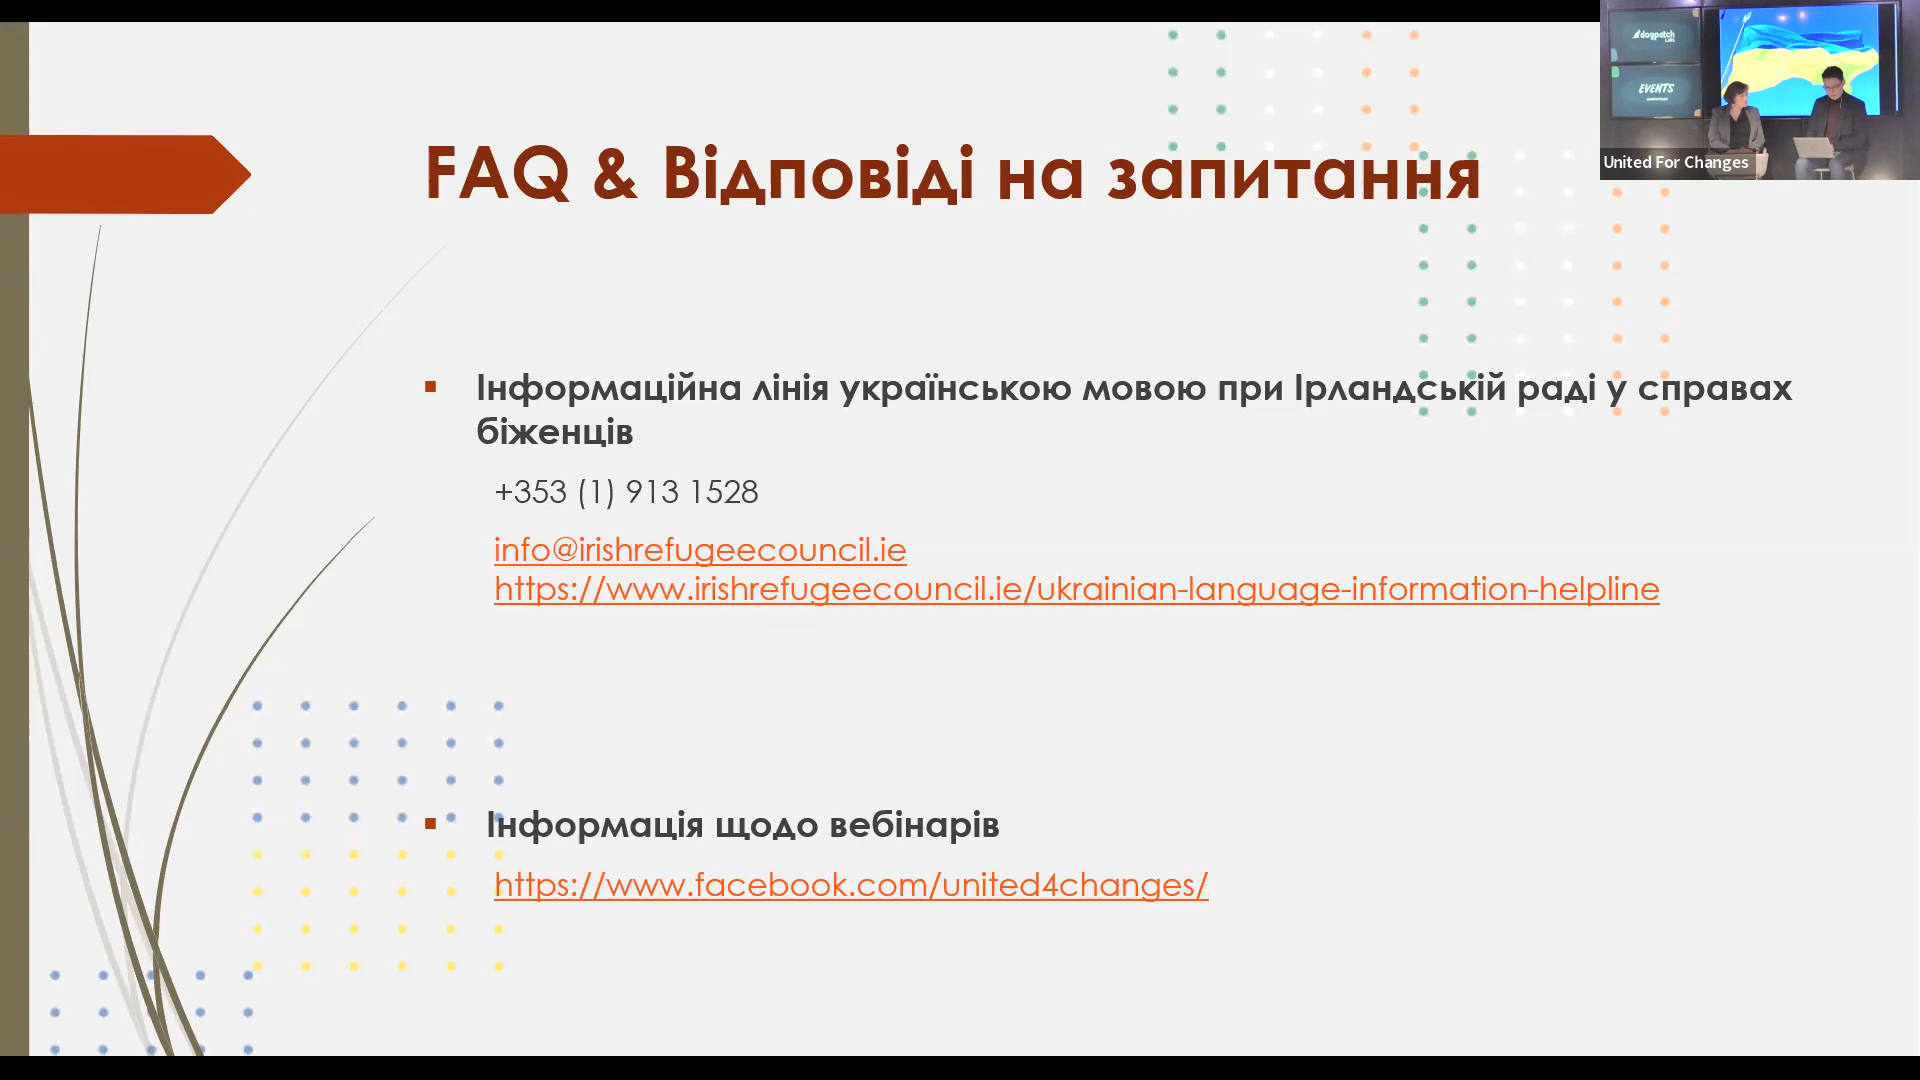 FAQ & Відповіді на запитання
Інформаційна лінія українською мовою при Ірландській раді у справах
біженців
+353 (1) 913 1528
info@irishrefugeecouncil.ie
https://www.irishrefugeecouncil.ie/ukrainian-language-information-helpline
Інформація щодо вебінарів
https://www.facebook.com/united4changes/
dogpatch
LABS
EVENTS
United For Changes